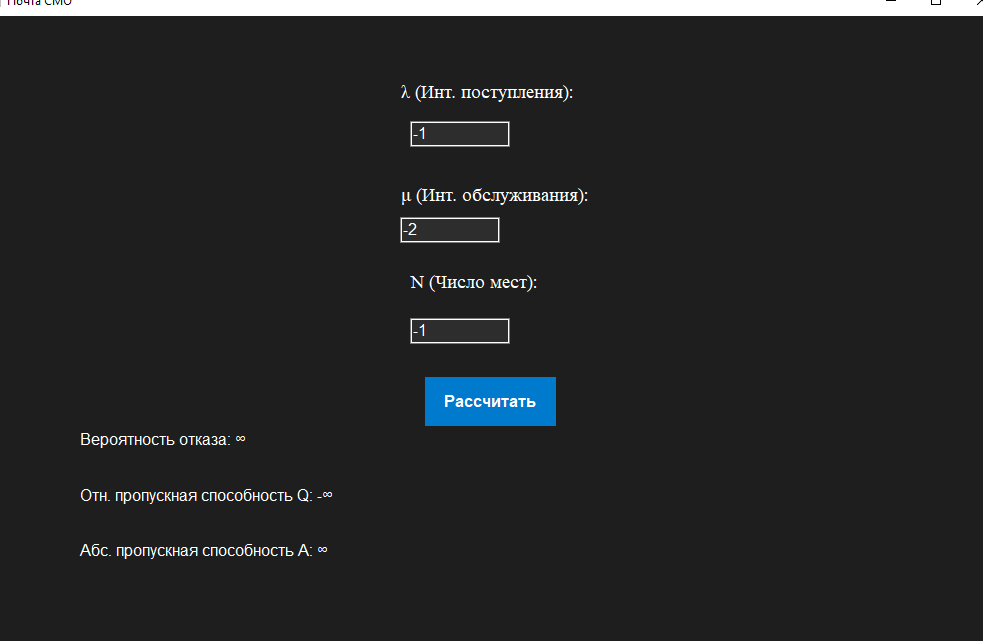 Почта СМО
λ (Инт. поступления):
-1
μ (Инт. обслуживания):
-2
N (Число мест):
-1
Рассчитать
Вероятность отказа: ∞
Отн. пропускная способность Q: -∞
Абс. пропускная способность A: ∞